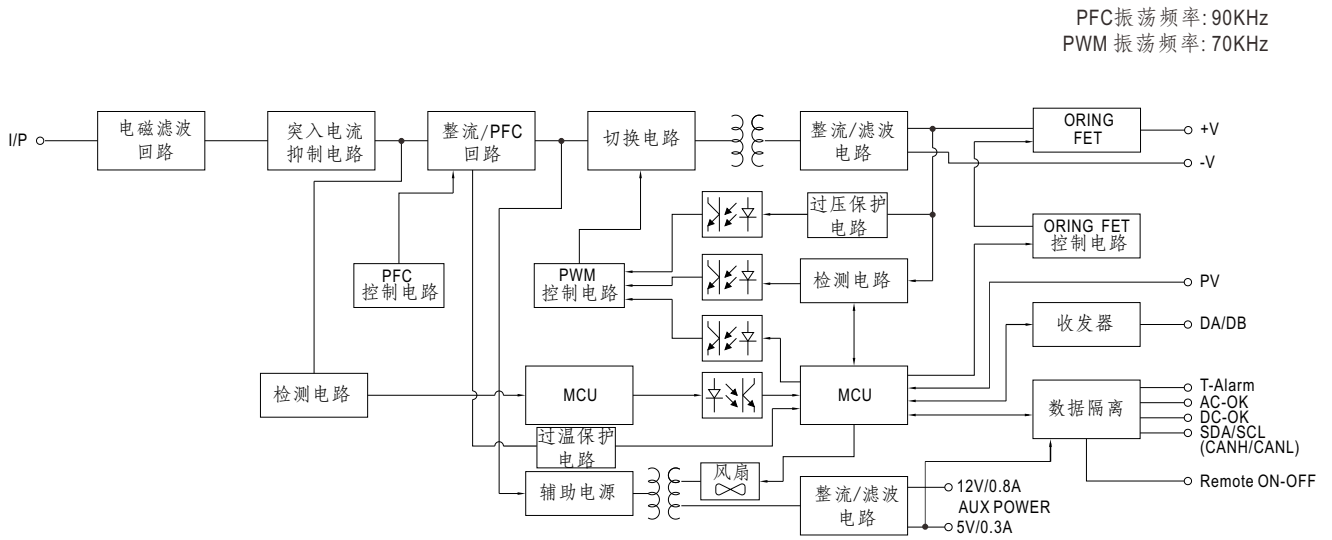 PFC振荡频率: 90KHz
PWM 振荡频率: 70KHz
I/P
电磁滤波
回路
突入电流
抑制电路
整流/PFC
回路
切换电路
整流/滤波
电路
ORING
FET
+V
-V
过压保护
电路
ORING FET
控制电路
PFC
控制电路
PWM
控制电路
检测电路
PV
收发器
DA/DB
检测电路
MCU
MCU
数据隔离
T-Alarm
AC-OK
DC-OK
SDA/SCL
(CANH/CANL)
过温保护
电路
风扇
辅助电源
整流/滤波
电路
12V/0.8A
AUX POWER
5V/0.3A
Remote ON-OFF